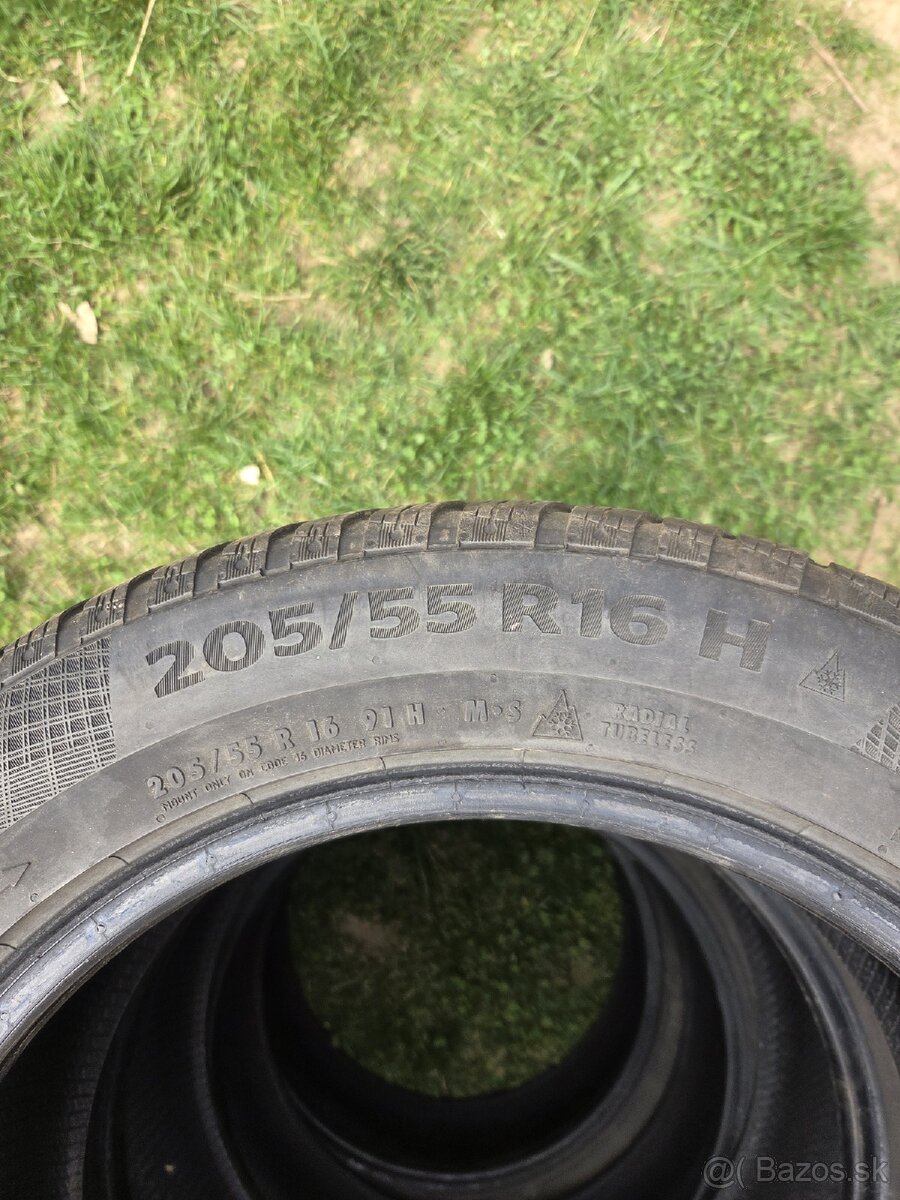 205/55 R16 H
205/55 R 16 91 H M+S
MOUNT ONLY ON CODE 16 DIAMETER RIMS
RADIAL
TUBELESS
@( Bazos.sk